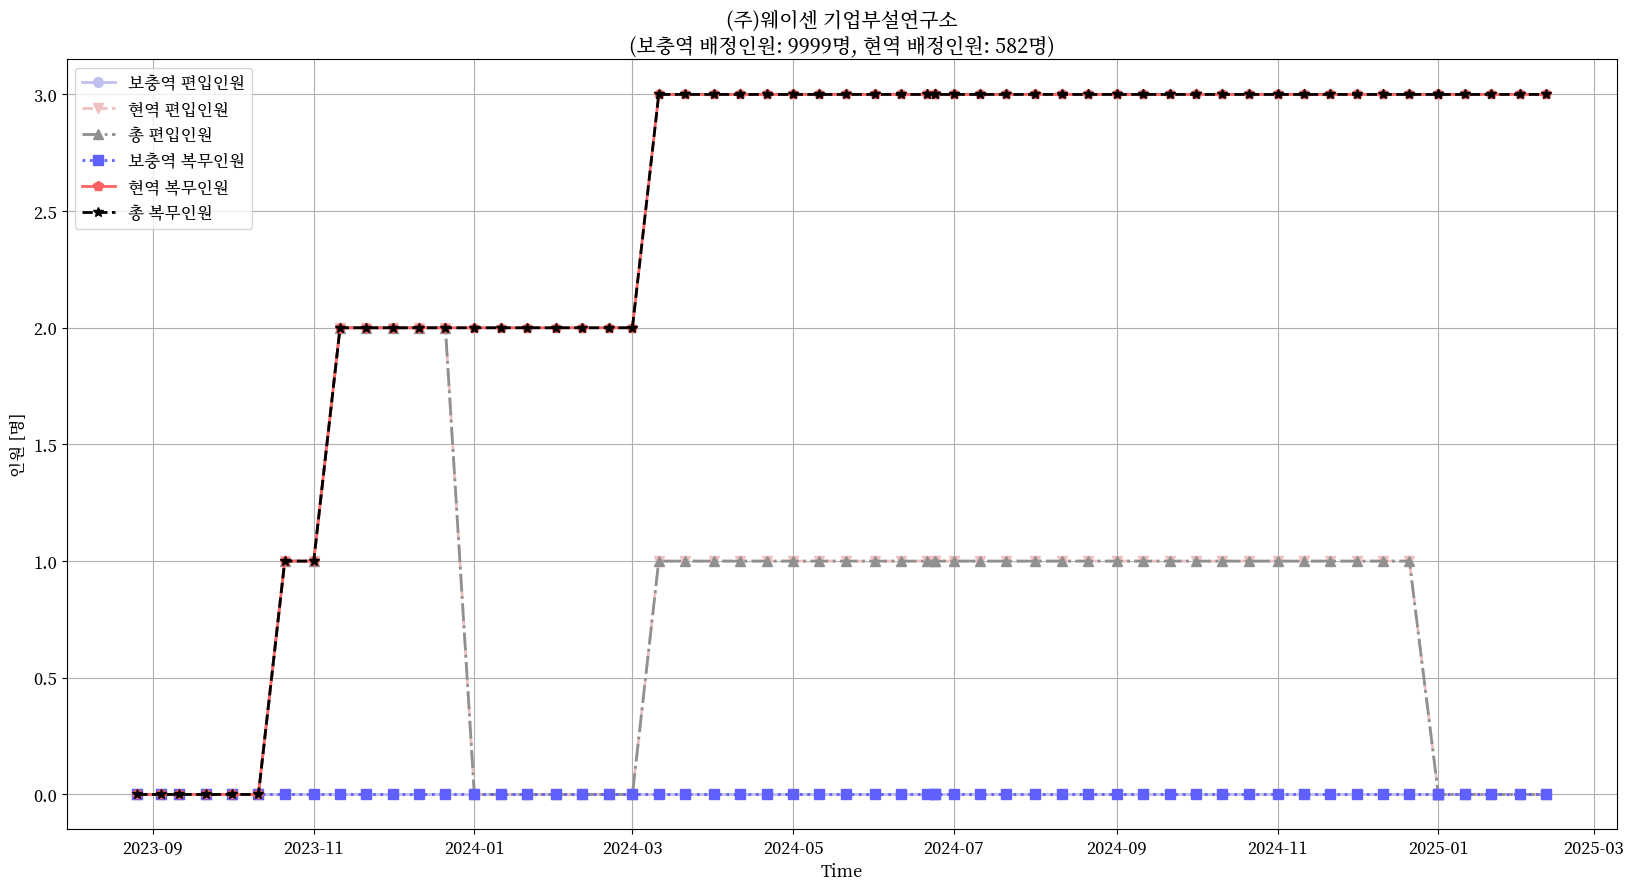 (주)웨이센 기업부설연구소
(보충역 배정인원: 9999명, 현역 배정인원: 582명)
보충역 편입인원
현역 편입인원
총 편입인원
보충역 복무인원
현역 복무인원
총 복무인원
3.0
2.5
2.0
1.5
1.0
0.5
0.0
인원 [명]
2023-09
2023-11
2024-01
2024-03
2024-05
2024-07
2024-09
2024-11
2025-01
2025-03
Time